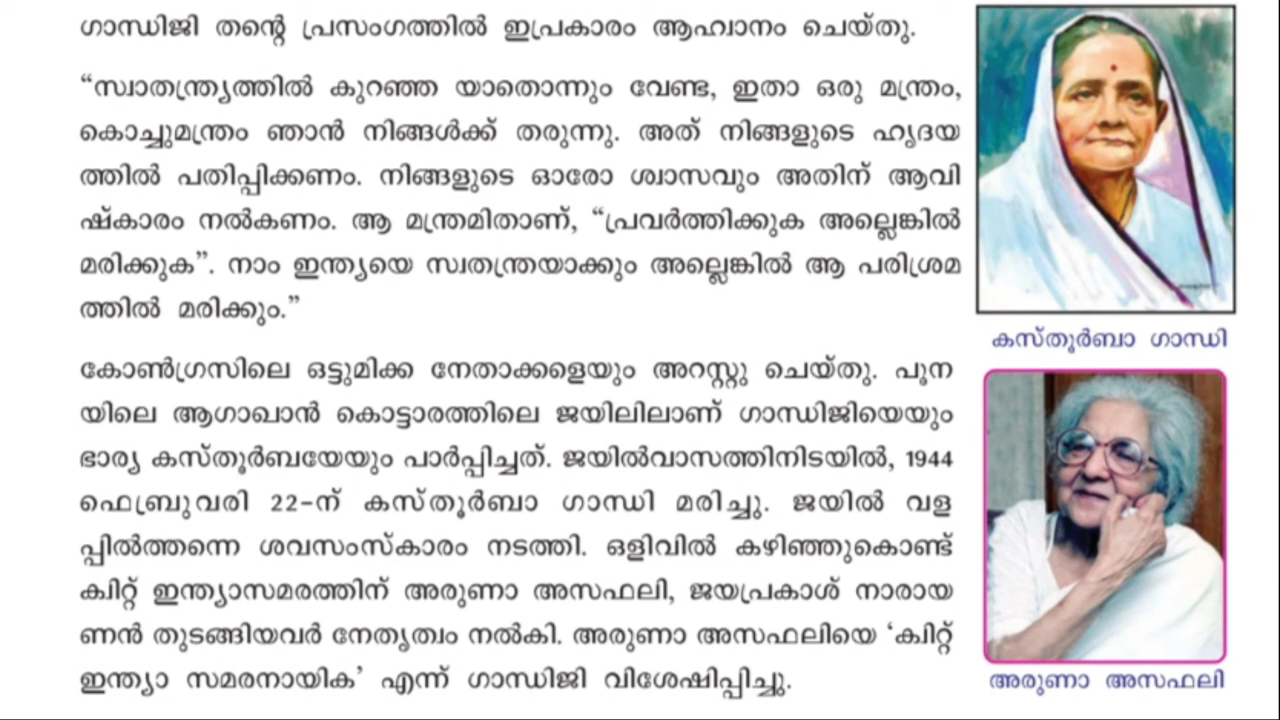 ഗാന്ധിജി തന്റെ പ്രസംഗത്തിൽ ഇപ്രകാരം ആഹ്വാനം ചെയ്തു.
“സ്വാതന്ത്ര്യത്തിൽ കുറഞ്ഞ യാതൊന്നും വേണ്ട, ഇതാ ഒരു മന്ത്രം,
കൊച്ചുമന്ത്രം ഞാൻ നിങ്ങൾക്ക് തരുന്നു. അത് നിങ്ങളുടെ ഹൃദയ
ത്തിൽ പതിപ്പിക്കണം. നിങ്ങളുടെ ഓരോ ശ്വാസവും അതിന് ആവി
ഷ്കാരം നൽകണം. ആ മന്ത്രമിതാണ്, “പ്രവർത്തിക്കുക അല്ലെങ്കിൽ
മരിക്കുക”. നാം ഇന്ത്യയെ സ്വതന്ത്രയാക്കും അല്ലെങ്കിൽ ആ പരിശ്രമ
ത്തിൽ മരിക്കും.”
കസ്തൂർബാ ഗാന്ധി
കോൺഗ്രസിലെ ഒട്ടുമിക്ക നേതാക്കളെയും അറസ്റ്റു ചെയ്തു. പൂന
യിലെ ആഗാഖാൻ കൊട്ടാരത്തിലെ ജയിലിലാണ് ഗാന്ധിജിയെയും
ഭാര്യ കസ്തൂർബയേയും പാർപ്പിച്ചത്. ജയിൽവാസത്തിനിടയിൽ, 1944
ഫെബ്രുവരി 22-ന് കസ്തൂർബാ ഗാന്ധി മരിച്ചു. ജയിൽ വള
പ്പിൽത്തന്നെ ശവസംസ്കാരം നടത്തി. ഒളിവിൽ കഴിഞ്ഞുകൊണ്ട്
ക്വിറ്റ് ഇന്ത്യാസമരത്തിന് അരുണാ അസഫലി, ജയപ്രകാശ് നാരായ
ണൻ തുടങ്ങിയവർ നേതൃത്വം നൽകി. അരുണാ അസഫലിയെ ‘ക്വിറ്റ്
ഇന്ത്യാ സമരനായിക’ എന്ന് ഗാന്ധിജി വിശേഷിപ്പിച്ചു.
അരുണാ അസഫലി